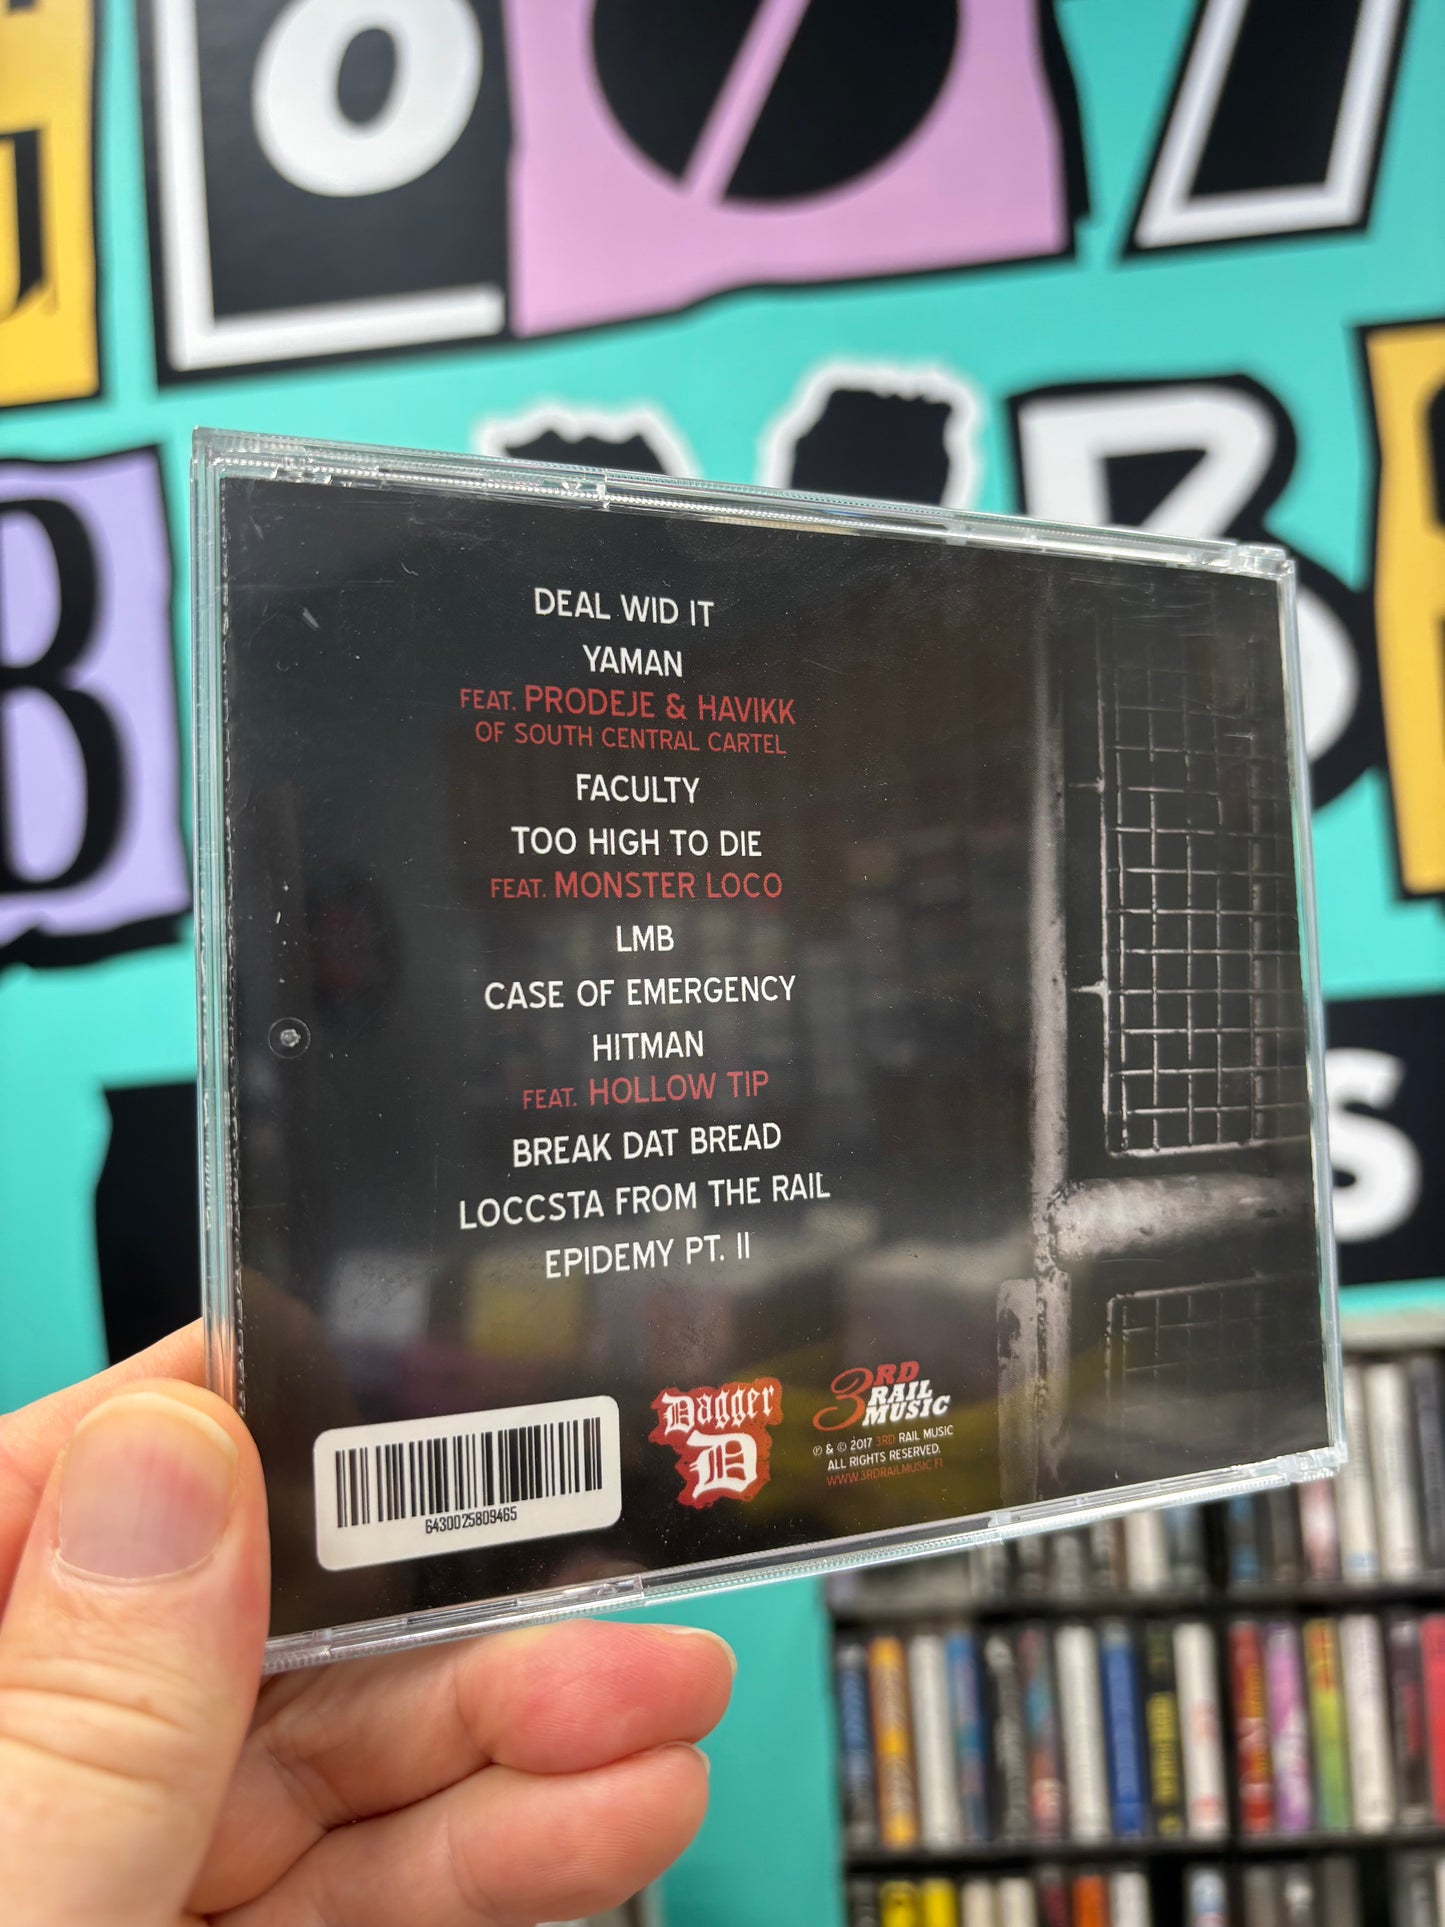 DEAL WID IT
YAMAN
FEAT. PRODEJE & HAVIKK
OF SOUTH CENTRAL CARTEL
FACULTY
TOO HIGH TO DIE
FEAT. MONSTER LOCO
LMB
CASE OF EMERGENCY
HITMAN
FEAT. HOLLOW TIP
BREAK DAT BREAD
LOCCSTA FROM THE RAIL
EPIDEMY PT. II
6430025809465
Dagger
D
3RD
RAIL
MUSIC
℗ & © 2017 3RD RAIL MUSIC
ALL RIGHTS RESERVED.
WWW.3RDRAILMUSIC.FI